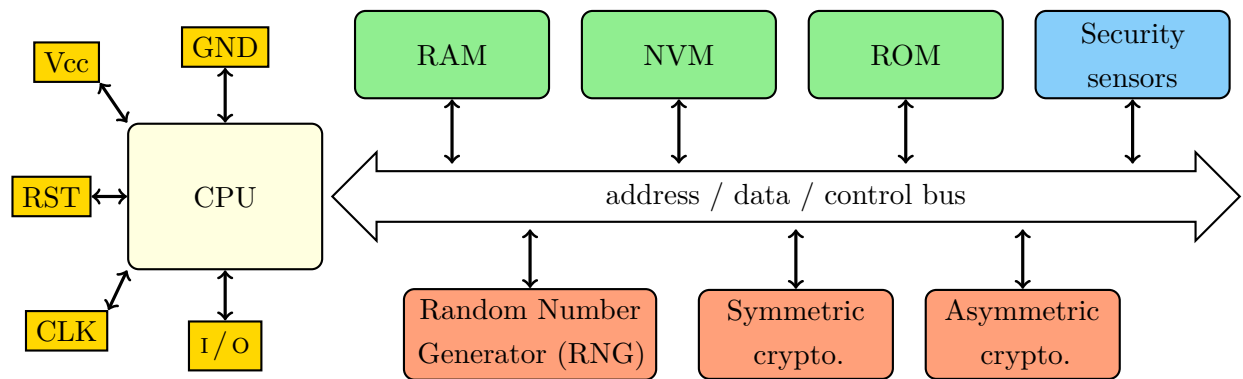 GND
Vcc
RST
CPU
CLK
I/O
RAM
NVM
ROM
Security
sensors
address / data / control bus
Random Number
Generator (RNG)
Symmetric
crypto.
Asymmetric
crypto.